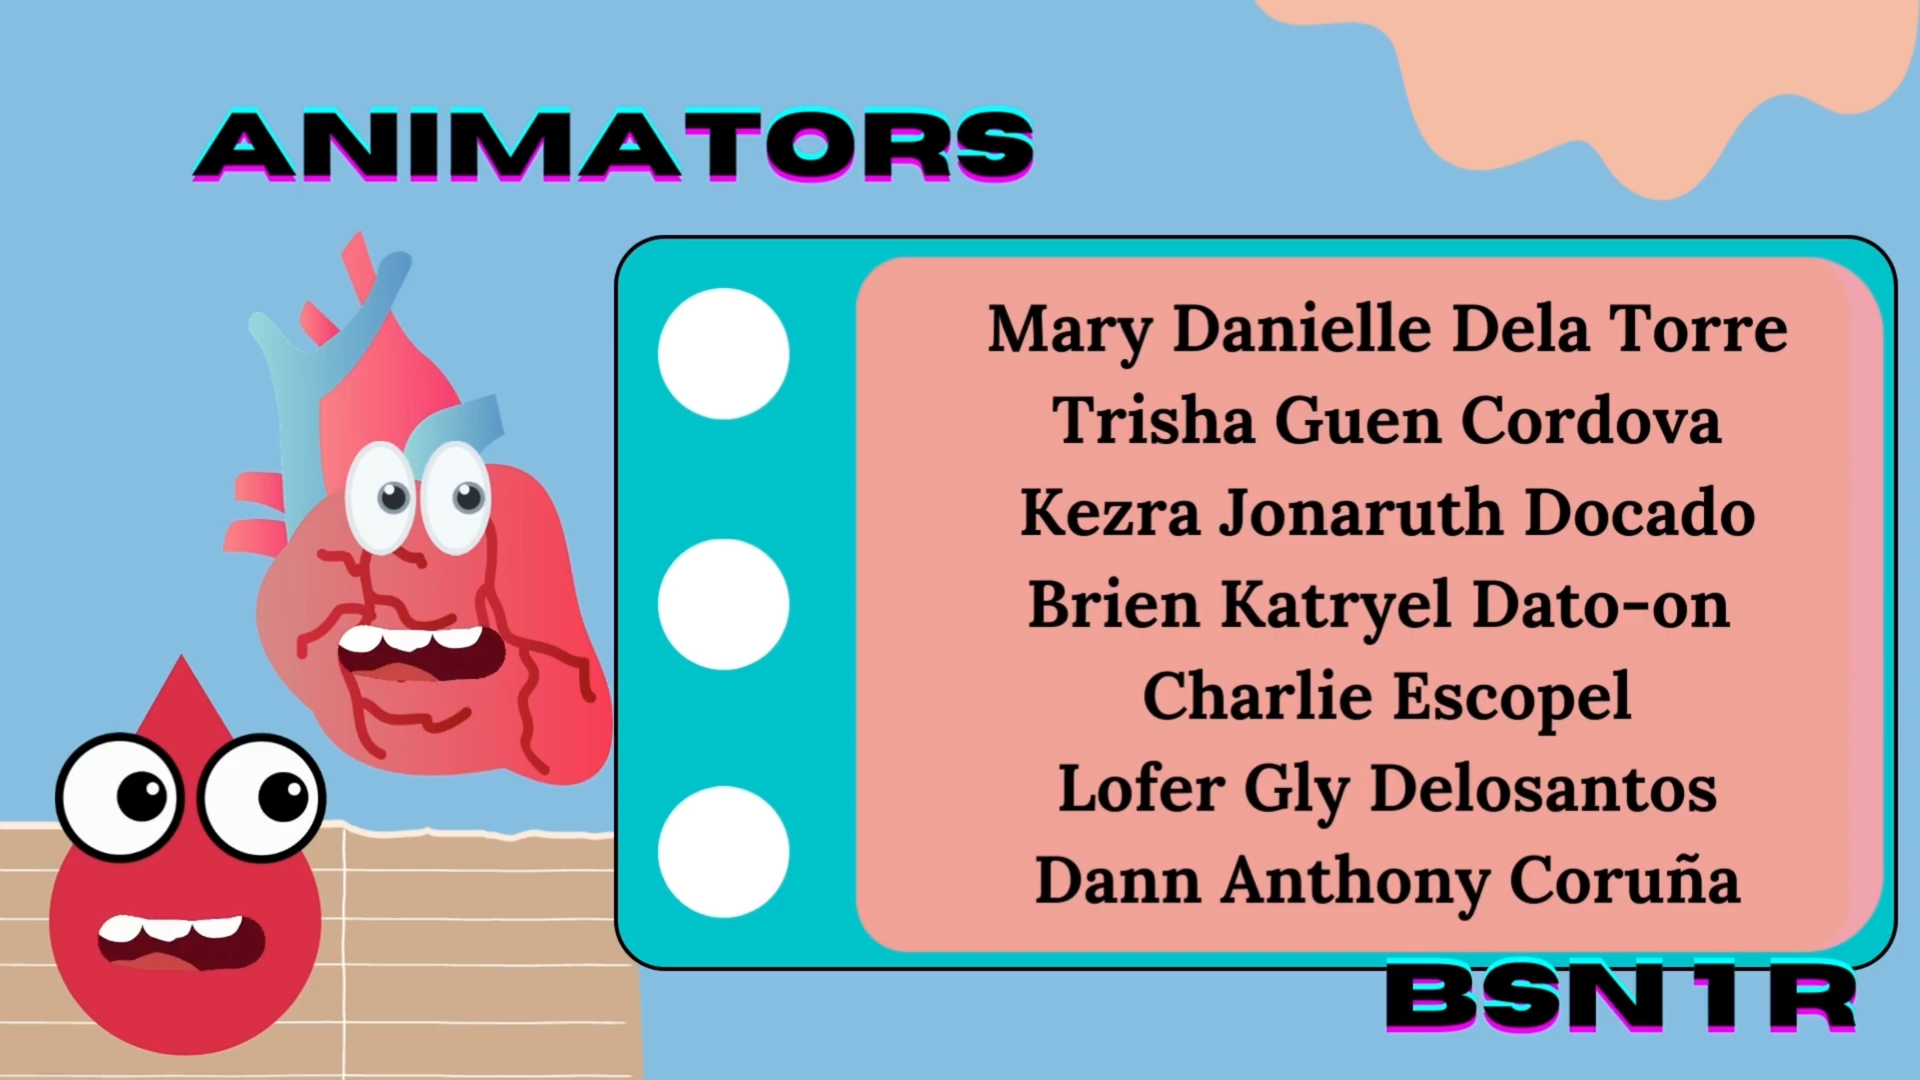 ANIMATORS
Mary Danielle Dela Torre
Trisha Guen Cordova
Kezra Jonaruth Docado
Brien Katryel Dato-on
Charlie Escopel
Lofer Gly Delosantos
Dann Anthony Coruña
BSN1R